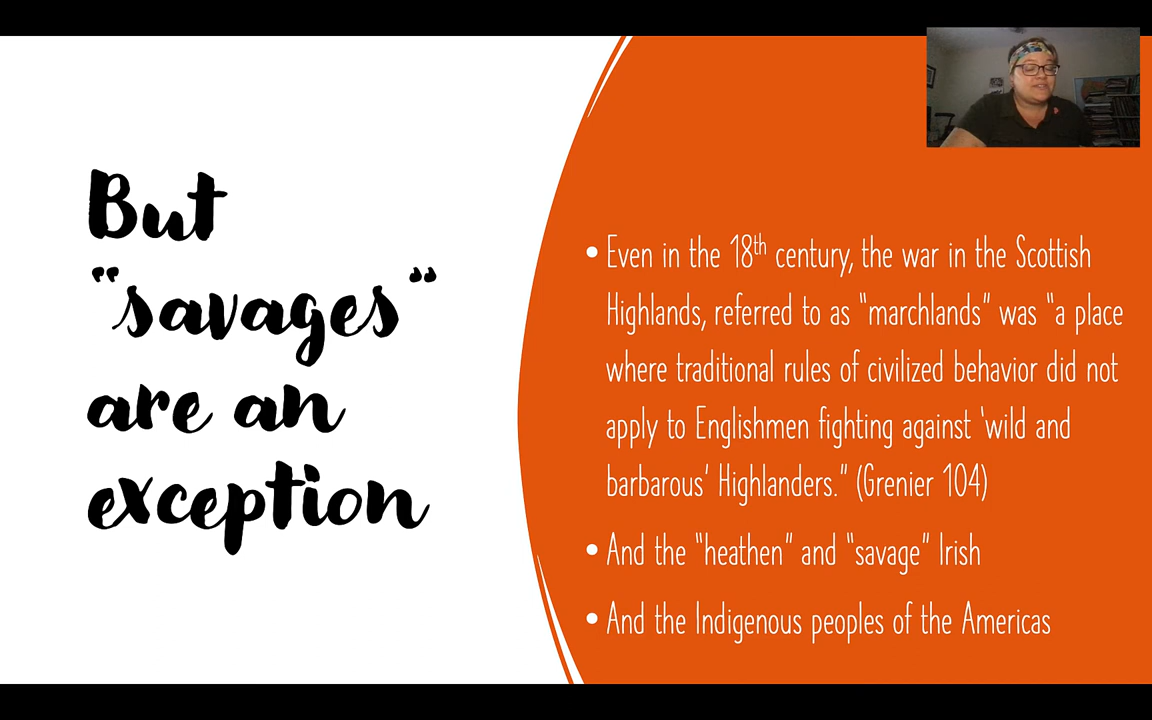 But
"savages"
are an
exception
• Even in the 18th century, the war in the Scottish
Highlands, referred to as "marchlands" was "a place
where traditional rules of civilized behavior did not
apply to Englishmen fighting against 'wild and
barbarous' Highlanders." (Grenier 104)
• And the "heathen" and "savage" Irish
• And the Indigenous peoples of the Americas